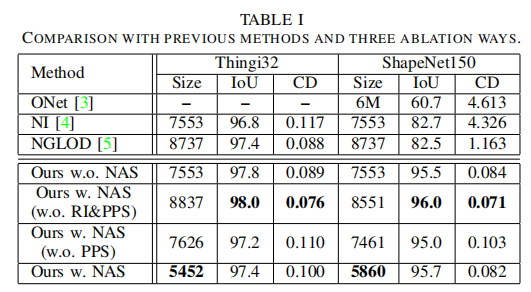 TABLE I
COMPARISON WITH PREVIOUS METHODS AND THREE ABLATION WAYS.
Method Thingi32 ShapeNet150
Size IoU CD Size IoU CD
ONet [3] – – – 6M 60.7 4.613
NI [4] 7553 96.8 0.117 7553 82.7 4.326
NGLOD [5] 8737 97.4 0.088 8737 82.5 1.163
Ours w.o. NAS 7553 97.8 0.089 7553 95.5 0.084
Ours w. NAS
(w.o. RI&PPS) 8837 98.0 0.076 8551 96.0 0.071
Ours w. NAS
(w.o. PPS) 7626 97.2 0.110 7461 95.0 0.103
Ours w. NAS 5452 97.4 0.100 5860 95.7 0.082